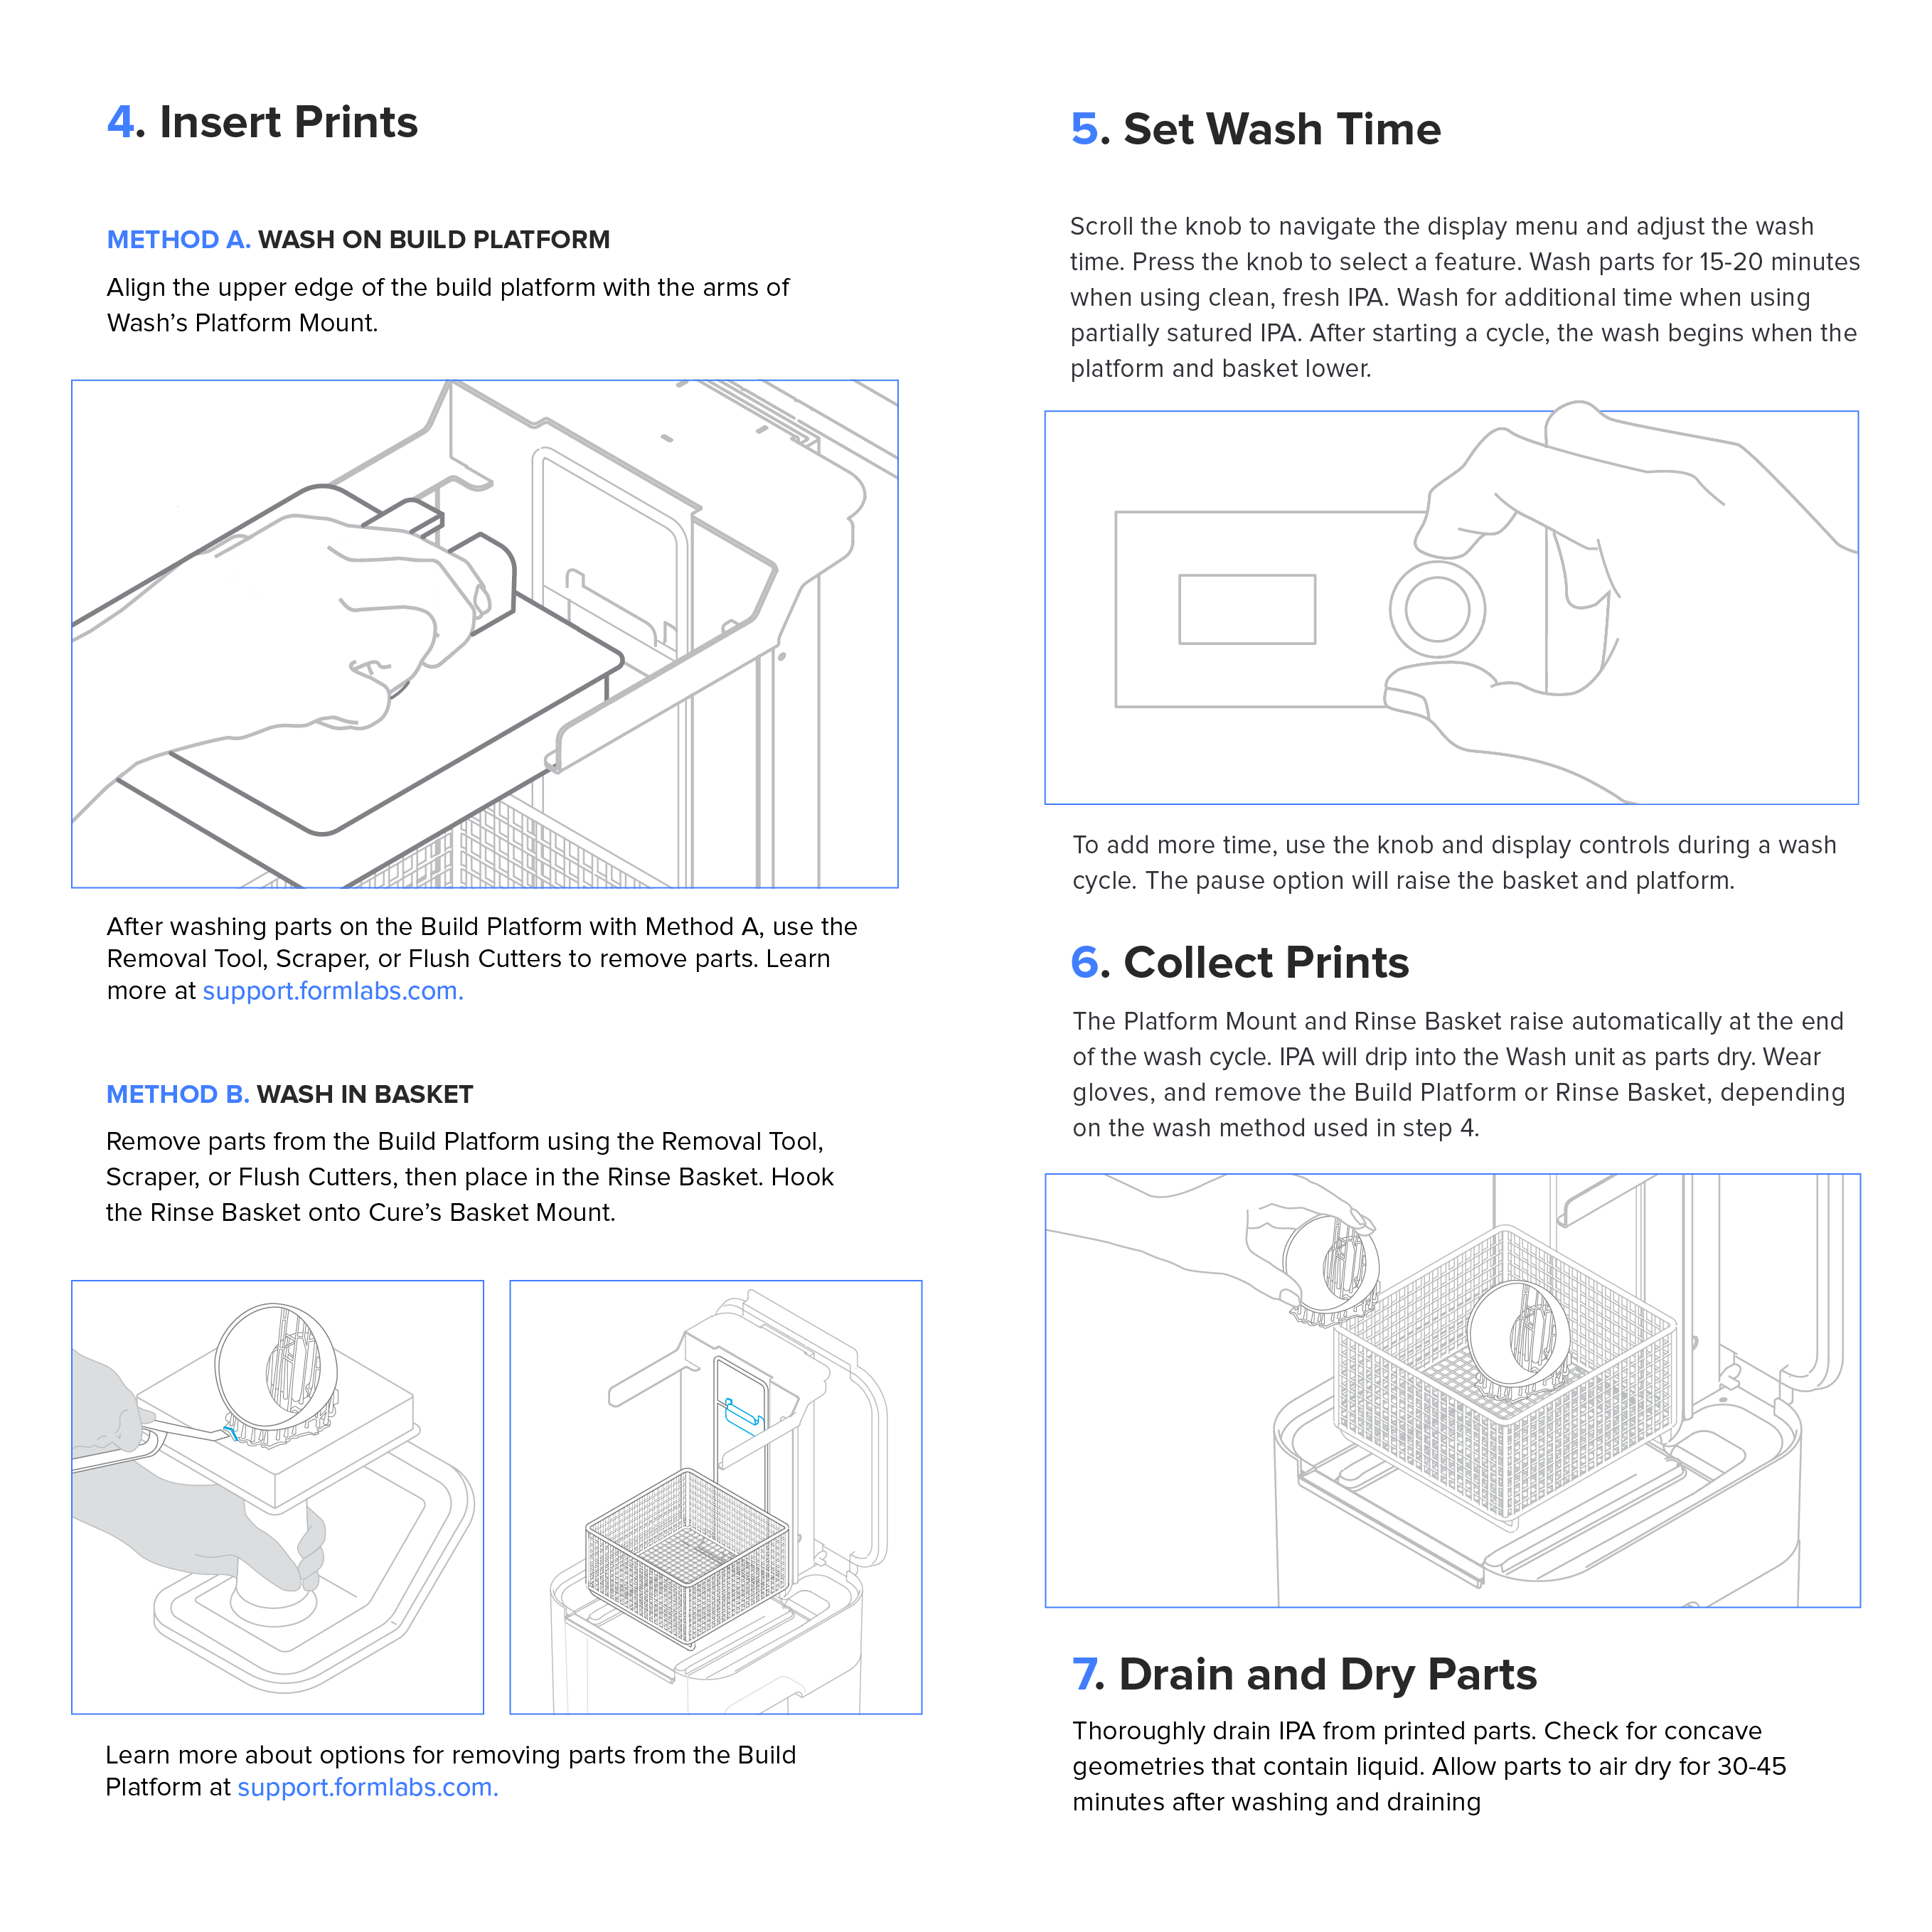 4. Insert Prints
METHOD A. WASH ON BUILD PLATFORM
Align the upper edge of the build platform with the arms of
Wash’s Platform Mount.
After washing parts on the Build Platform with Method A, use the
Removal Tool, Scraper, or Flush Cutters to remove parts. Learn
more at support.formlabs.com.
METHOD B. WASH IN BASKET
Remove parts from the Build Platform using the Removal Tool,
Scraper, or Flush Cutters, then place in the Rinse Basket. Hook
the Rinse Basket onto Cure’s Basket Mount.
Learn more about options for removing parts from the Build
Platform at support.formlabs.com.
5. Set Wash Time
Scroll the knob to navigate the display menu and adjust the wash
time. Press the knob to select a feature. Wash parts for 15-20 minutes
when using clean, fresh IPA. Wash for additional time when using
partially satured IPA. After starting a cycle, the wash begins when the
platform and basket lower.
To add more time, use the knob and display controls during a wash
cycle. The pause option will raise the basket and platform.
6. Collect Prints
The Platform Mount and Rinse Basket raise automatically at the end
of the wash cycle. IPA will drip into the Wash unit as parts dry. Wear
gloves, and remove the Build Platform or Rinse Basket, depending
on the wash method used in step 4.
7. Drain and Dry Parts
Thoroughly drain IPA from printed parts. Check for concave
geometries that contain liquid. Allow parts to air dry for 30-45
minutes after washing and draining